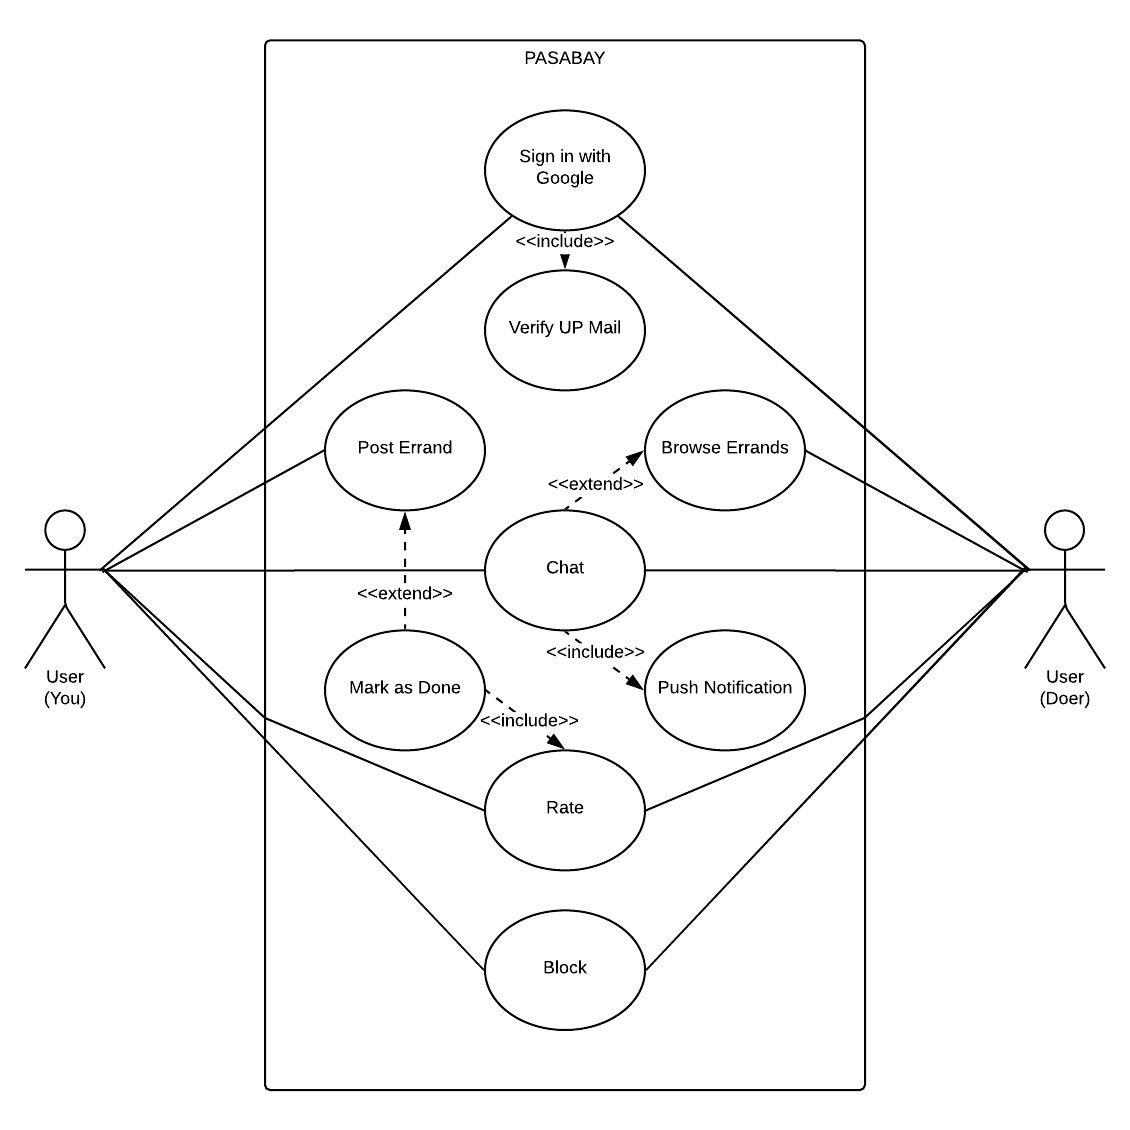 PASABAY
Sign in with
Google
<<include>>
Verify UP Mail
Post Errand
Browse Errands
<<extend>>
Chat
<<extend>>
<<include>>
Mark as Done
Push Notification
<<include>>
Rate
Block
User
(You)
User
(Doer)